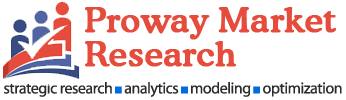 Proway Market
Research
strategic research ■ analytics ■ modeling ■ optimization